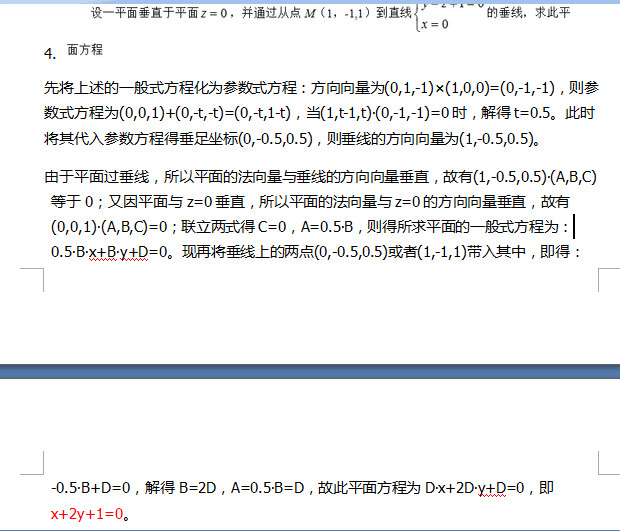 设一平面垂直于平面 z = 0，并通过从点 M（1，-1,1）到直线{ y - z + 1 = 0 的垂线，求此平
x = 0
4. 面方程
先将上述的一般式方程化为参数式方程：方向向量为(0,1,-1)×(1,0,0)=(0,-1,-1)，则参
数式方程为(0,0,1)+(0,-t,-t)=(0,-t,1-t)，当(1,t-1,t)·(0,-1,-1)=0 时，解得 t=0.5。此时
将其代入参数方程得垂足坐标(0,-0.5,0.5)，则垂线的方向向量为(1,-0.5,0.5)。
由于平面过垂线，所以平面的法向量与垂线的方向向量垂直，故有(1,-0.5,0.5)·(A,B,C)
等于 0；又因平面与 z=0 垂直，所以平面的法向量与 z=0 的方向向量垂直，故有
(0,0,1)·(A,B,C)=0；联立两式得 C=0，A=0.5·B，则得所求平面的一般式方程为：
0.5·B·x+B·y+D=0。现再将垂线上的两点(0,-0.5,0.5)或者(1,-1,1)带入其中，即得：
-0.5·B+D=0，解得 B=2D，A=0.5·B=D，故此平面方程为 D·x+2D·y+D=0，即
x+2y+1=0。